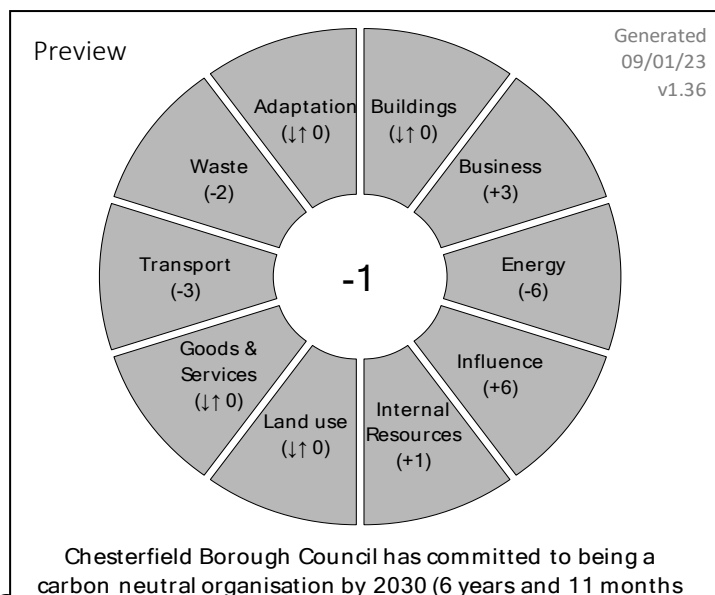 Preview
Generated
09/01/23
v1.36
Adaptation
(↓↑ 0)
Buildings
(↓↑ 0)
Business
(+3)
Energy
(-6)
Influence
(+6)
Internal
Resources
(+1)
Land use
(↓↑ 0)
Goods &
Services
(↓↑ 0)
Transport
(-3)
Waste
(-2)
-1
Chesterfield Borough Council has committed to being a
carbon neutral organisation by 2030 (6 years and 11 months